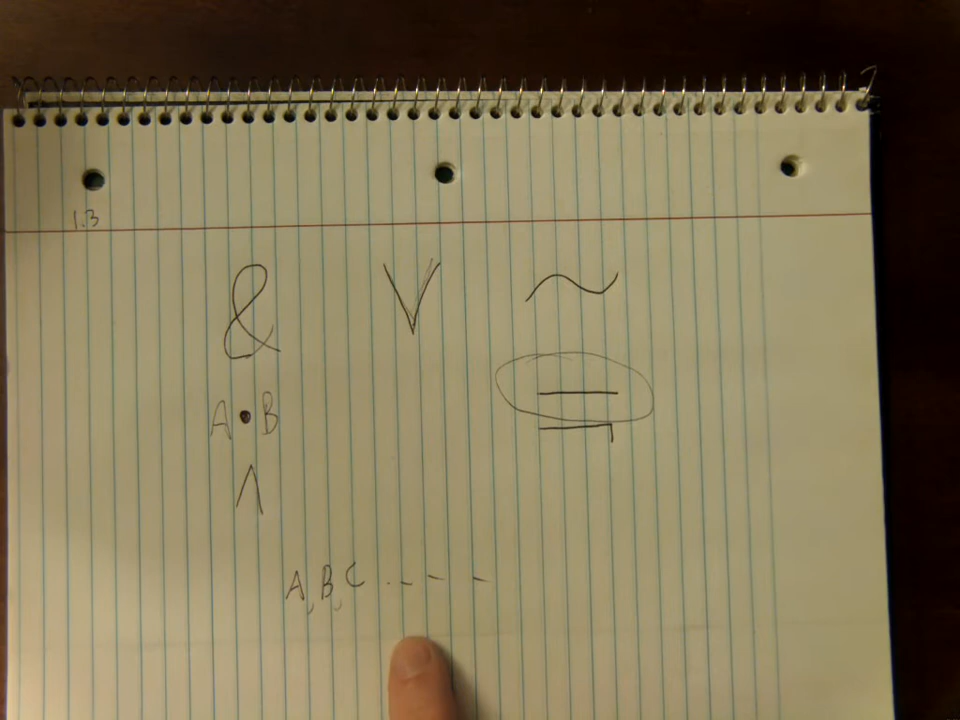 1.3
& ∨ ~
—
A • B
¬
∧
A, B, C . – – –